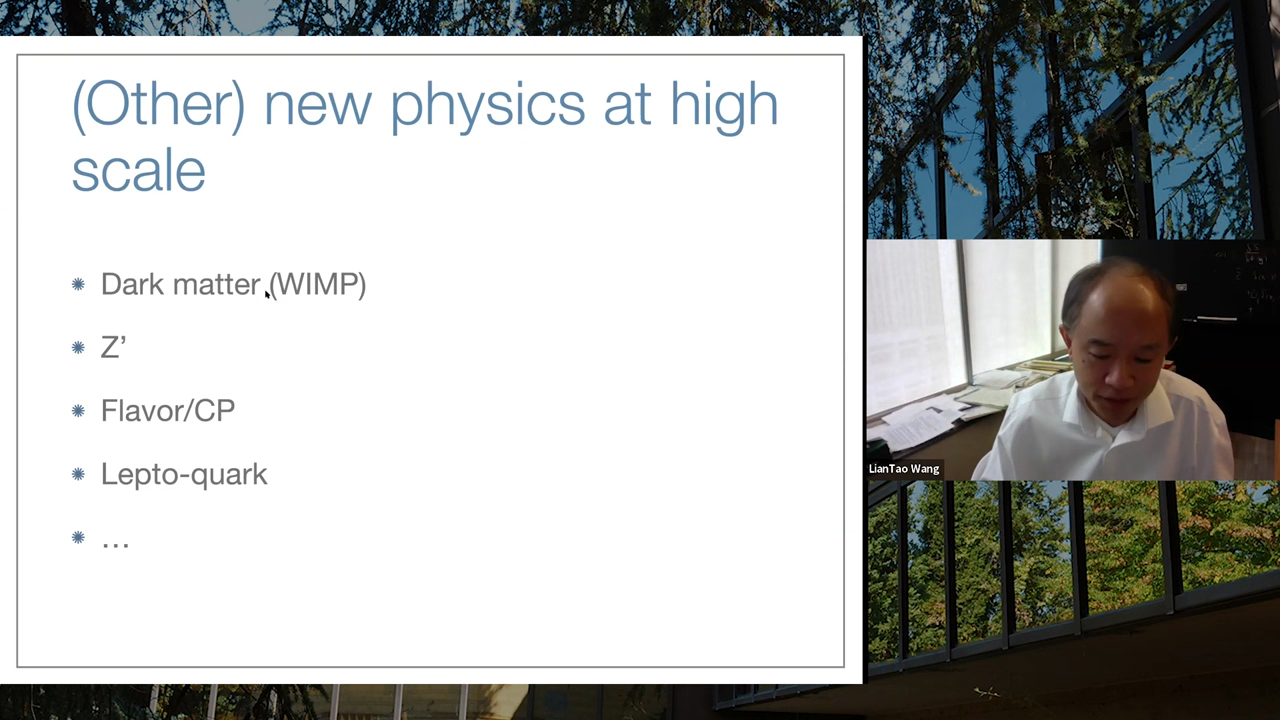 (Other) new physics at high
scale
Dark matter (WIMP)
Z’
Flavor/CP
Lepto-quark
…
LianTao Wang